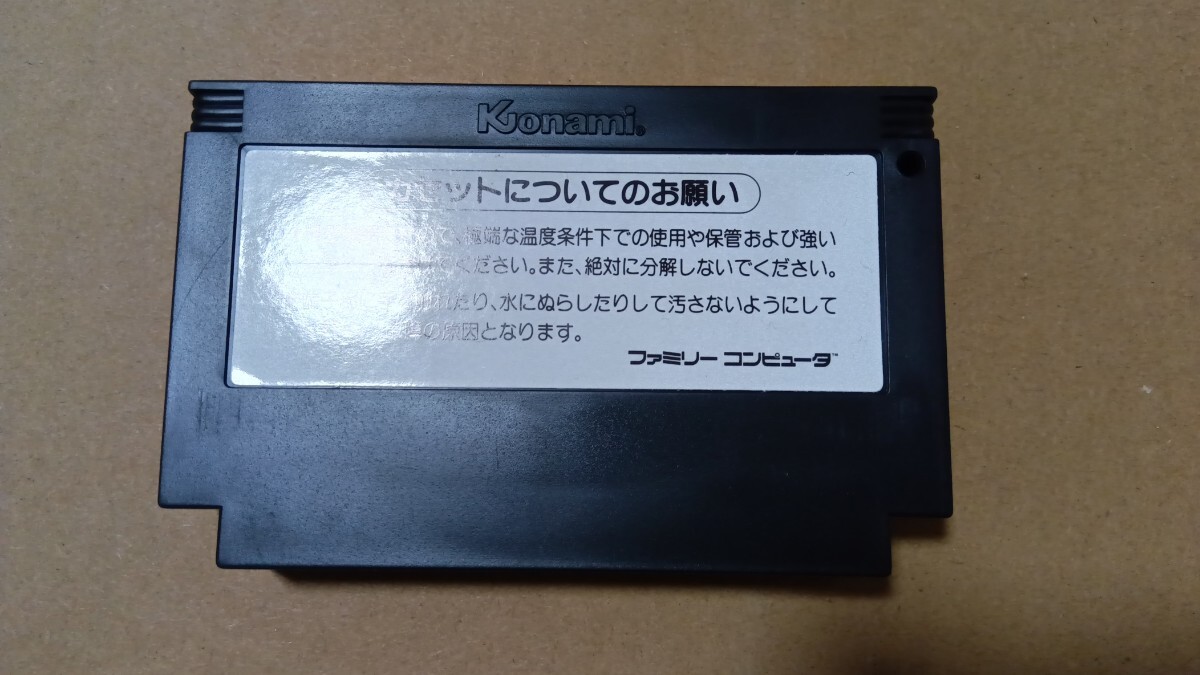 Konami®
ットについてのお願い
て、極端な温度条件下での使用や保管および強い
ください。また、絶対に分解しないでください。
たり、水にぬらしたりして汚さないようにして
の原因となります。
ファミリー コンピュータ™